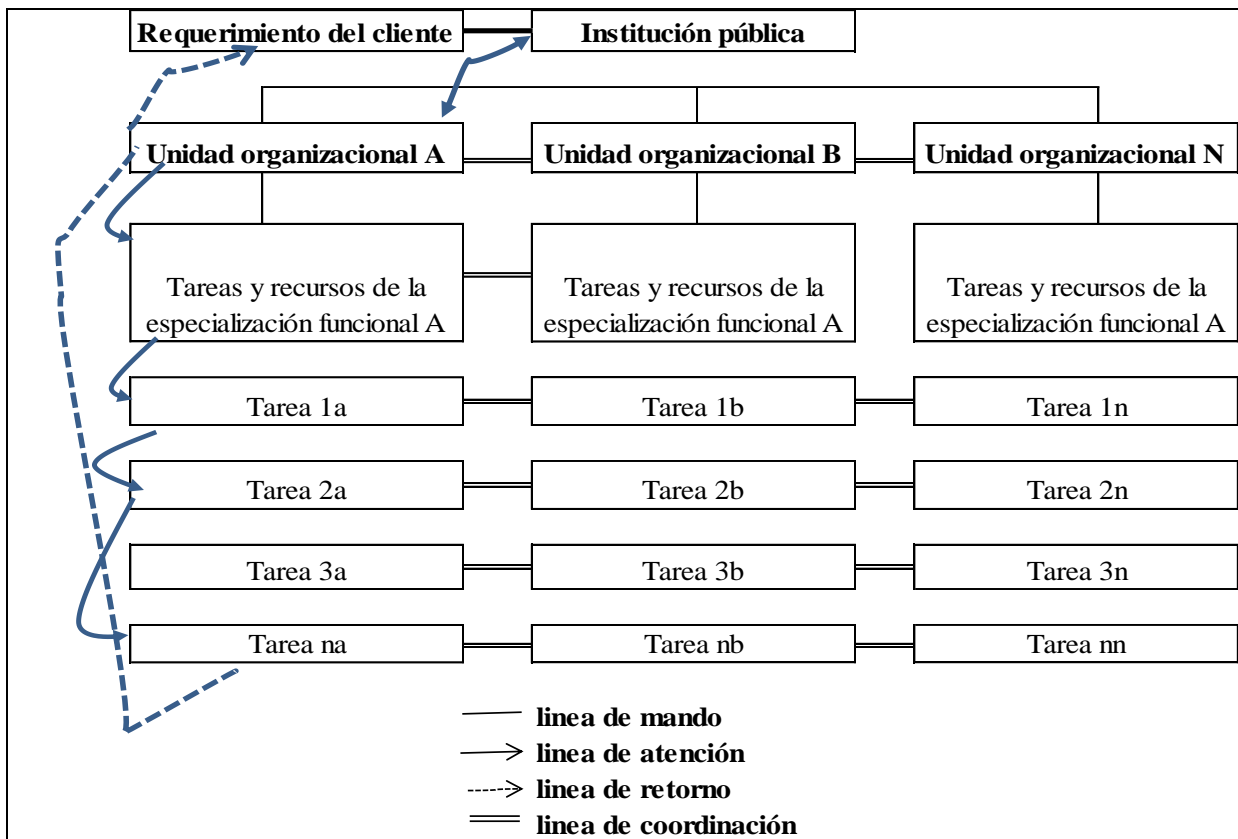 Requerimiento del cliente
Institución pública
Unidad organizacional A
Unidad organizacional B
Unidad organizacional N
Tareas y recursos de la
especialización funcional A
Tareas y recursos de la
especialización funcional A
Tareas y recursos de la
especialización funcional A
Tarea 1a
Tarea 1b
Tarea 1n
Tarea 2a
Tarea 2b
Tarea 2n
Tarea 3a
Tarea 3b
Tarea 3n
Tarea na
Tarea nb
Tarea nn
linea de mando
linea de atención
linea de retorno
linea de coordinación